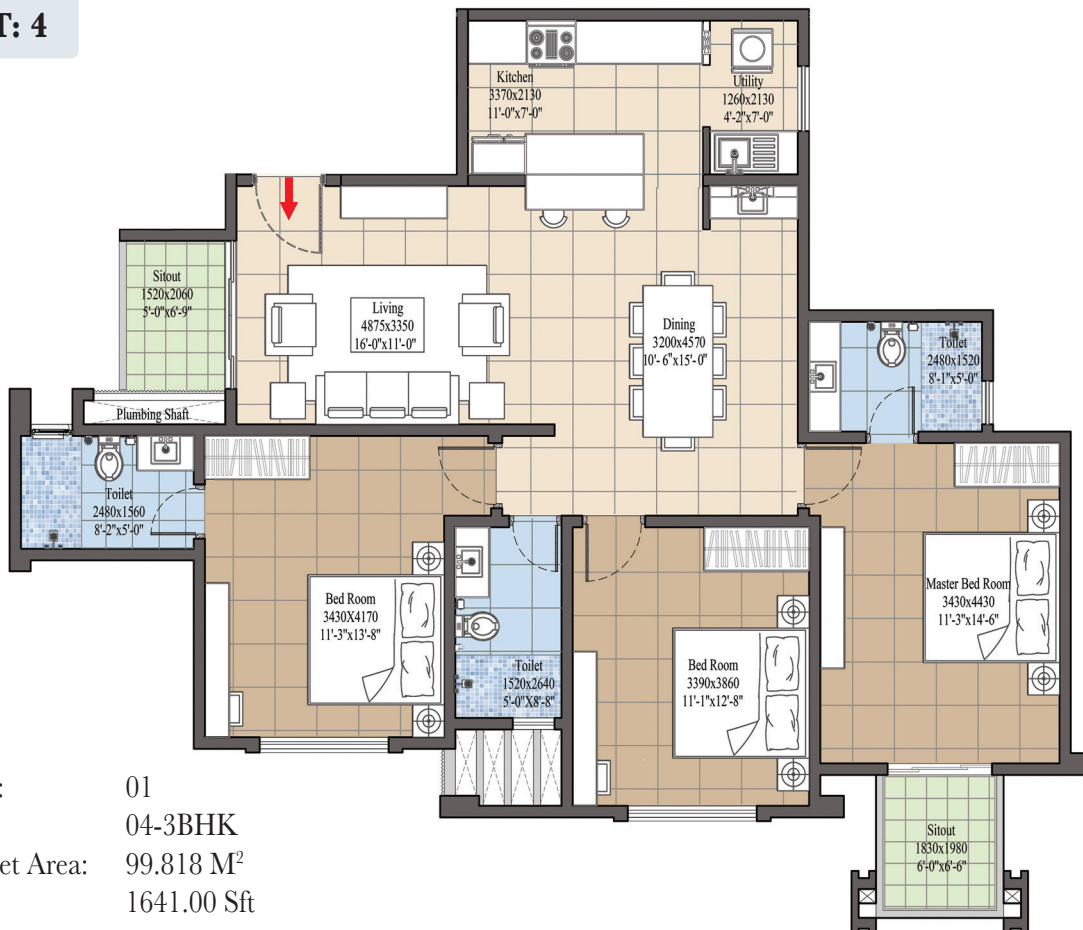 T: 4
Kitchen
3370x2130
11'-0"x7'-0"
Utility
1260x2130
4'-2"x7'-0"
Sitout
1520x2060
5'-0"x6'-9"
Living
4875x3350
16'-0"x11'-0"
Dining
3200x4570
10'- 6"x15'-0"
Toilet
2480x1520
8'-1"x5'-0"
Plumbing Shaft
Toilet
2480x1560
8'-2"x5'-0"
Bed Room
3430X4170
11'-3"x13'-8"
Master Bed Room
3430x4430
11'-3"x14'-6"
Toilet
1520x2640
5'-0"X8'-8"
Bed Room
3390x3860
11'-1"x12'-8"
Sitout
1830x1980
6'-0"x6'-6"
: 01
04-3BHK
et Area: 99.818 M²
1641.00 Sft